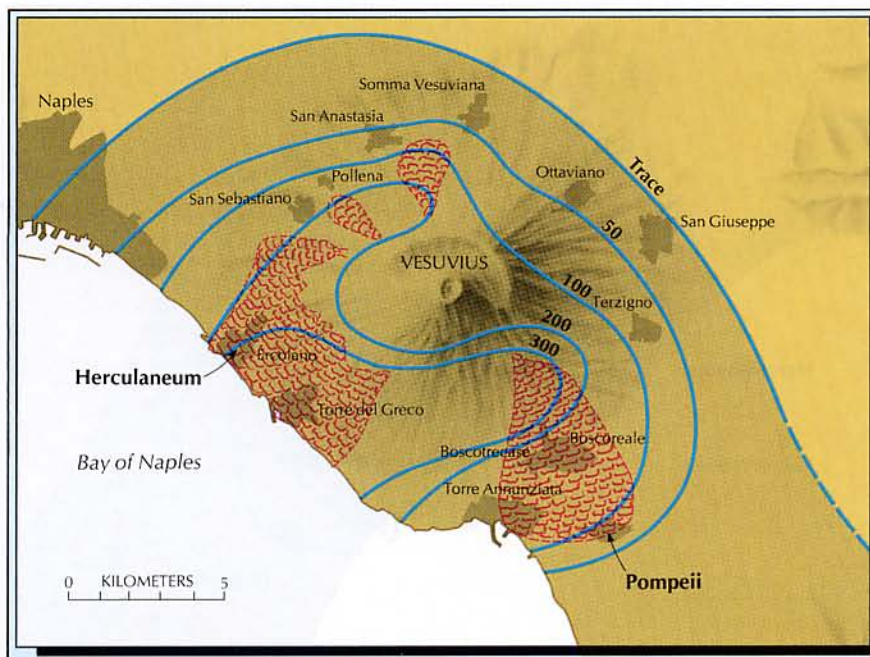 Naples
Somma Vesuviana
San Anastasia
Pollena
Ottaviano
Trace
San Sebastiano
50
San Giuseppe
VESUVIUS
100
Terzigno
200
300
Ercolano
Herculaneum
Torre del Greco
Boscoreale
Boscotrecase
Bay of Naples
Torre Annunziata
0 KILOMETERS 5
Pompeii